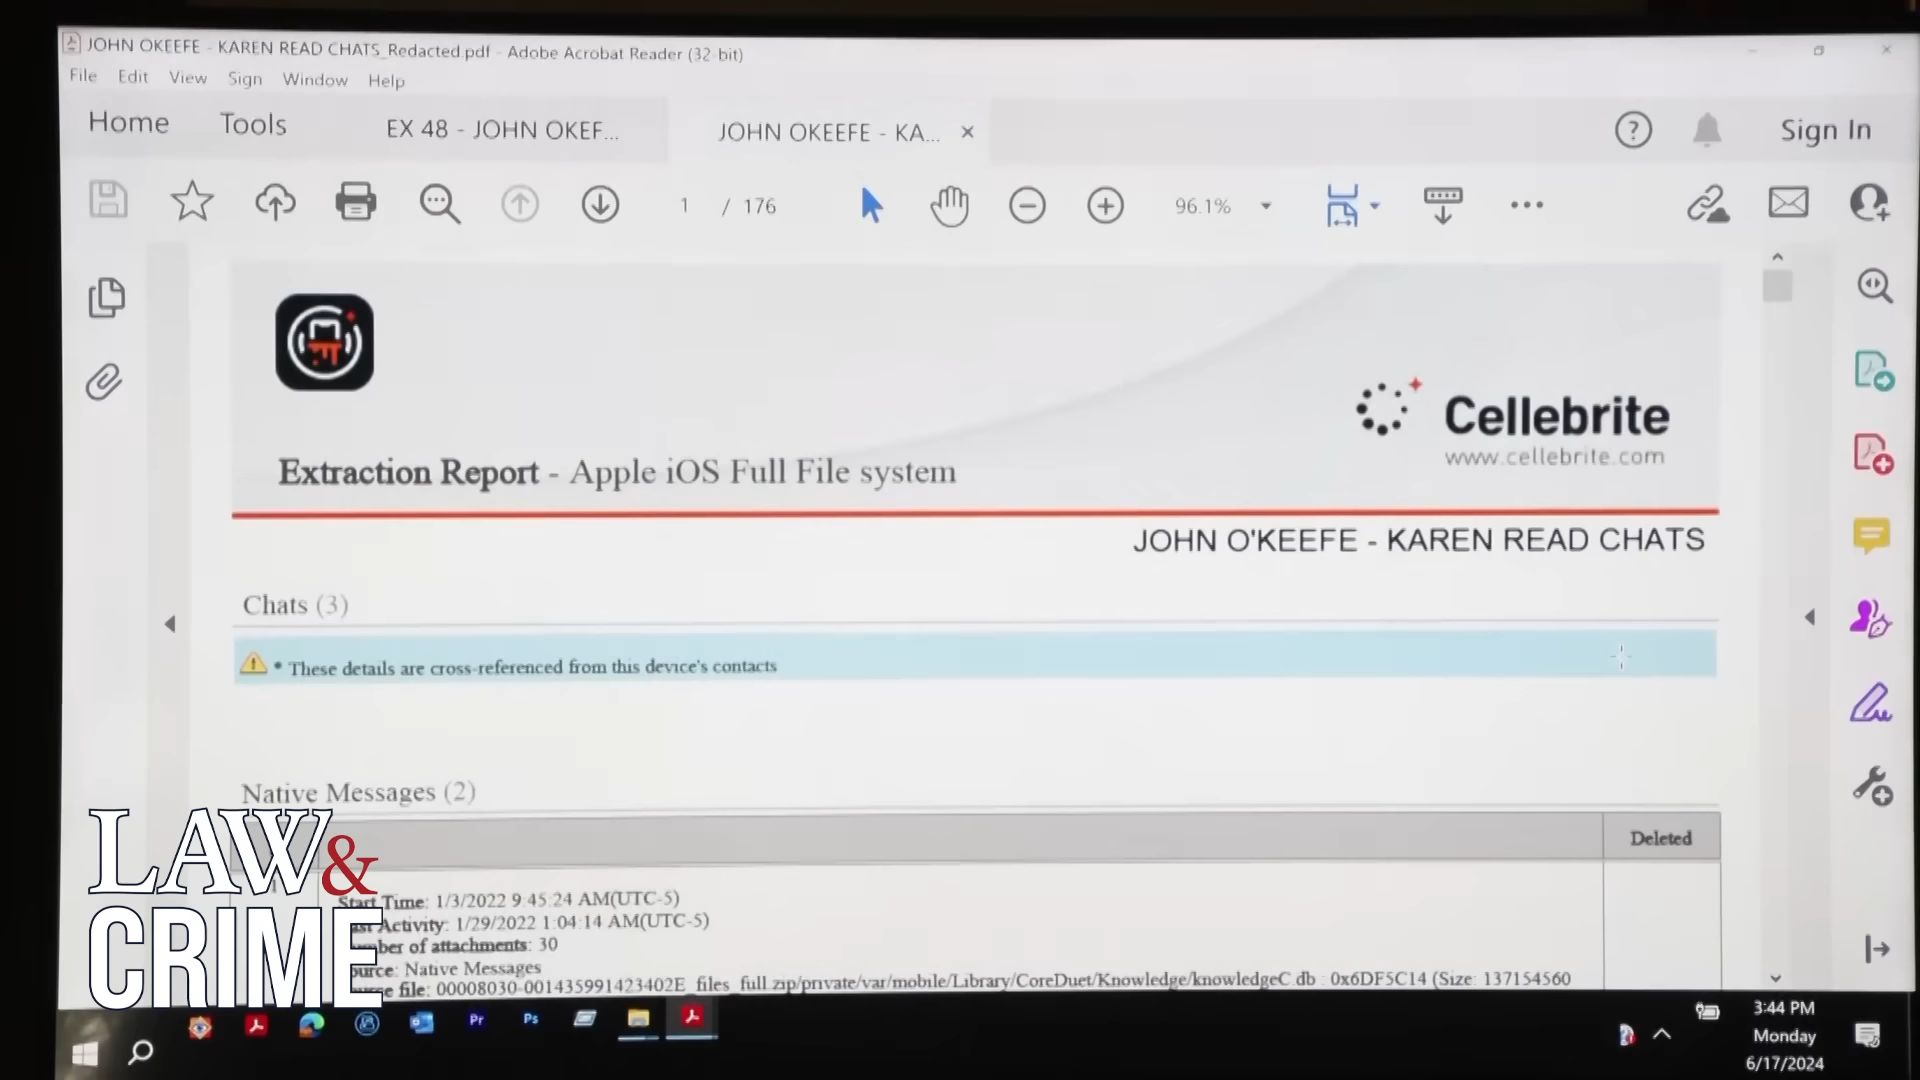 JOHN OKEEFE - KAREN READ CHATS_Redacted.pdf - Adobe Acrobat Reader (32-bit)
File Edit View Sign Window Help
Home Tools EX 48 - JOHN OKEF... JOHN OKEEFE - KA... × Sign In
1 / 176 96.1%
Cellebrite
www.cellebrite.com
Extraction Report - Apple iOS Full File system
JOHN O'KEEFE - KAREN READ CHATS
Chats (3)
* These details are cross-referenced from this device's contacts
Native Messages (2)
Deleted
1
Start Time: 1/3/2022 9:45:24 AM(UTC-5)
Activity: 1/29/2022 1:04:14 AM(UTC-5)
of attachments: 30
Native Messages
file: 00008030-001435991423402E_files_full.zip/private/var/mobile/Library/CoreDuet/Knowledge/knowledgeC.db : 0x6DF5C14 (Size: 137154560
LAW&
CRIME
Pr Ps
3:44 PM
Monday
6/17/2024